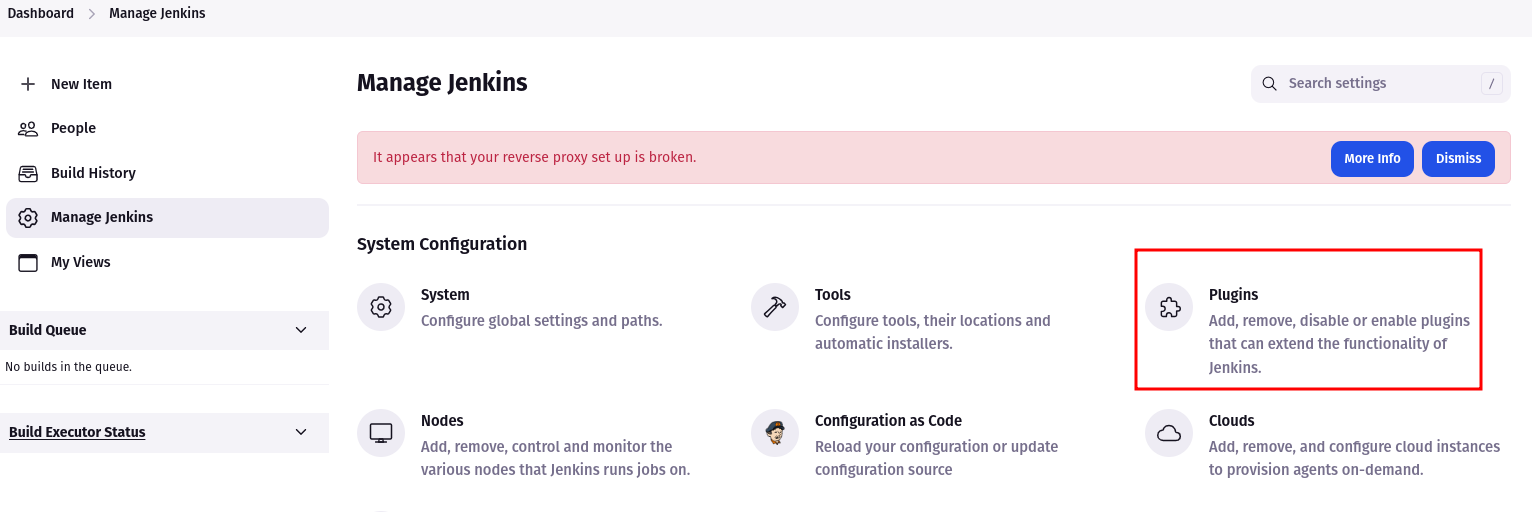 Dashboard > Manage Jenkins
New Item
People
Build History
Manage Jenkins
My Views
Build Queue
No builds in the queue.
Build Executor Status
Manage Jenkins
Search settings /
It appears that your reverse proxy set up is broken.
More Info Dismiss
System Configuration
System
Configure global settings and paths.
Tools
Configure tools, their locations and
automatic installers.
Plugins
Add, remove, disable or enable plugins
that can extend the functionality of
Jenkins.
Nodes
Add, remove, control and monitor the
various nodes that Jenkins runs jobs on.
Configuration as Code
Reload your configuration or update
configuration source
Clouds
Add, remove, and configure cloud instances
to provision agents on-demand.